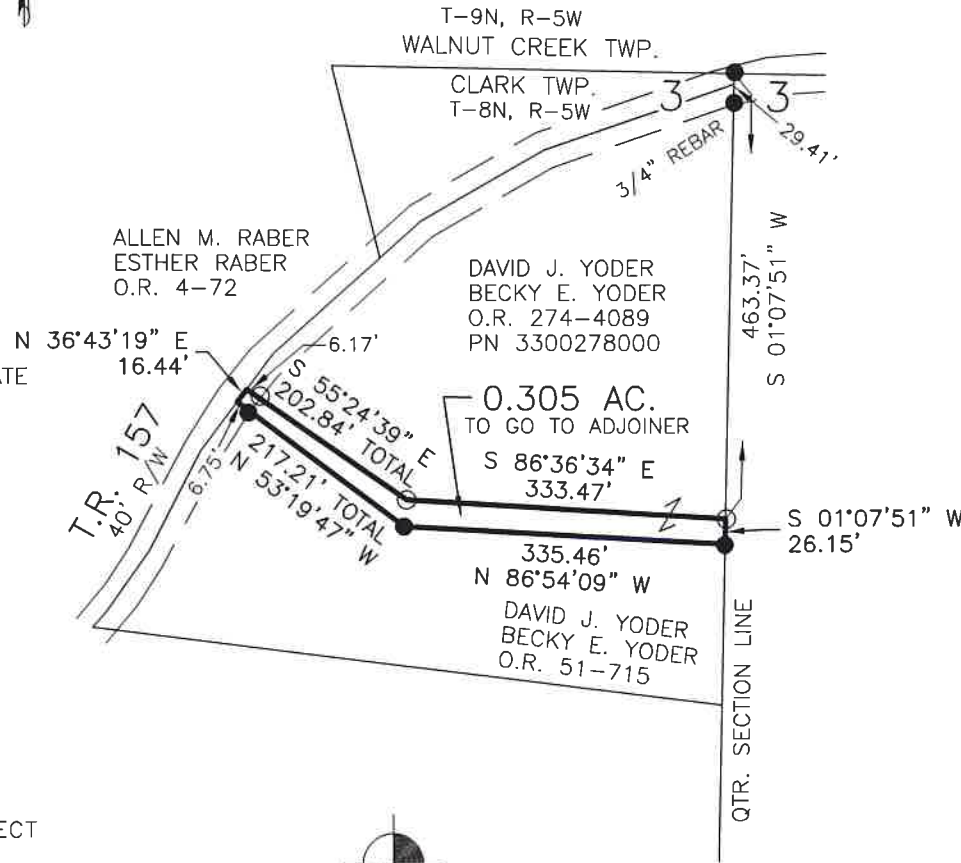 T-9N, R-5W
WALNUT CREEK TWP.
CLARK TWP.
T-8N, R-5W
3
3
29.41'
3/4" REBAR
463.37'
S 01°07'51" W
ALLEN M. RABER
ESTHER RABER
O.R. 4-72
DAVID J. YODER
BECKY E. YODER
O.R. 274-4089
PN 3300278000
N 36°43'19" E
16.44'
6.17'
ATE
S 55°24'39" E
202.84' TOTAL
0.305 AC.
TO GO TO ADJOINER
S 86°36'34" E
333.47'
T.R. 157
40' R/W
6.75'
217.21' TOTAL
N 53°19'47" W
S 01°07'51" W
26.15'
335.46'
N 86°54'09" W
DAVID J. YODER
BECKY E. YODER
O.R. 51-715
QTR. SECTION LINE
ECT